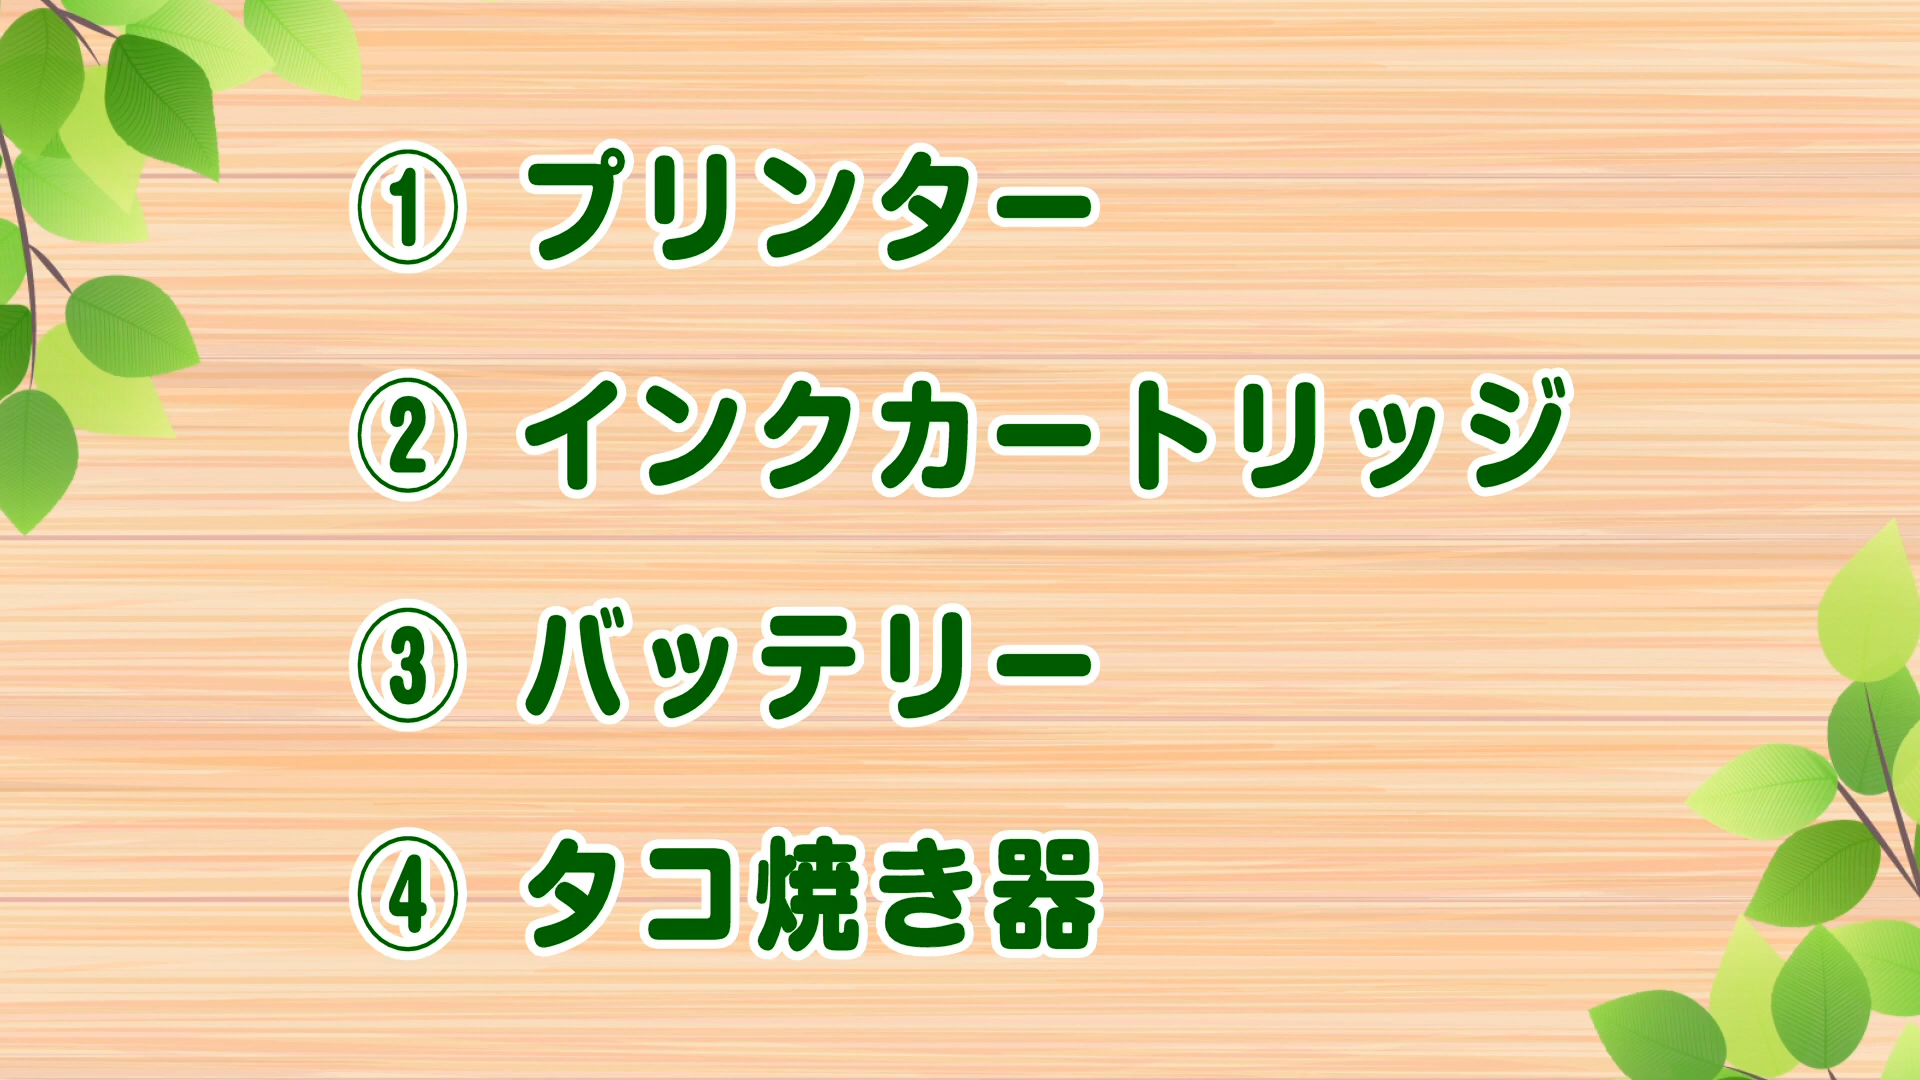 ① プリンター
② インクカートリッジ
③ バッテリー
④ タコ焼き器